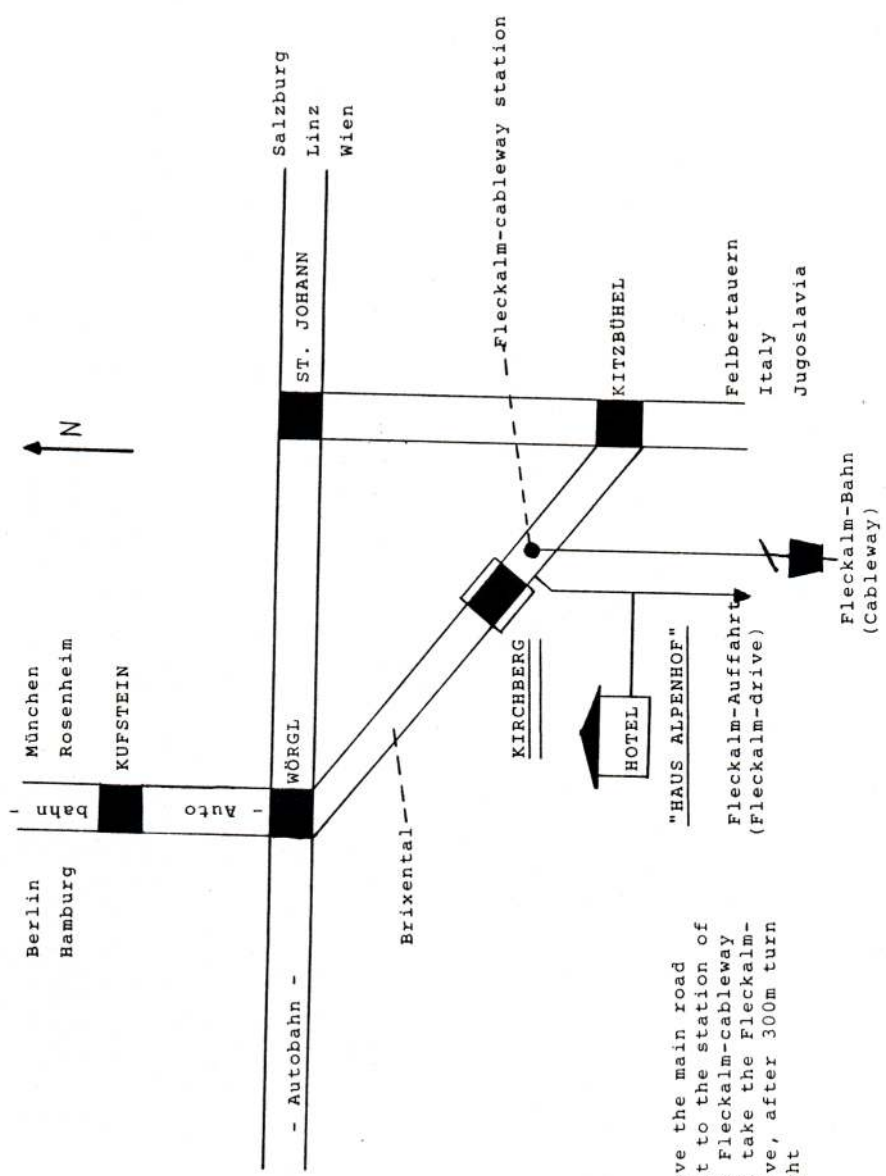 Berlin
Hamburg
München
Rosenheim
KUFSTEIN
- Auto
bahn -
N
- Autobahn -
WÖRGL
ST. JOHANN
Salzburg
Linz
Wien
Brixental
Fleckalm-cableway station
KIRCHBERG
KITZBÜHEL
HOTEL
"HAUS ALPENHOF"
Fleckalm-Auffahrt
(Fleckalm-drive)
Felbertauern
Italy
Jugoslavia
Fleckalm-Bahn
(Cableway)
ve the main road
t to the station of
Fleckalm-cableway
take the Fleckalm-
ve, after 300m turn
ht